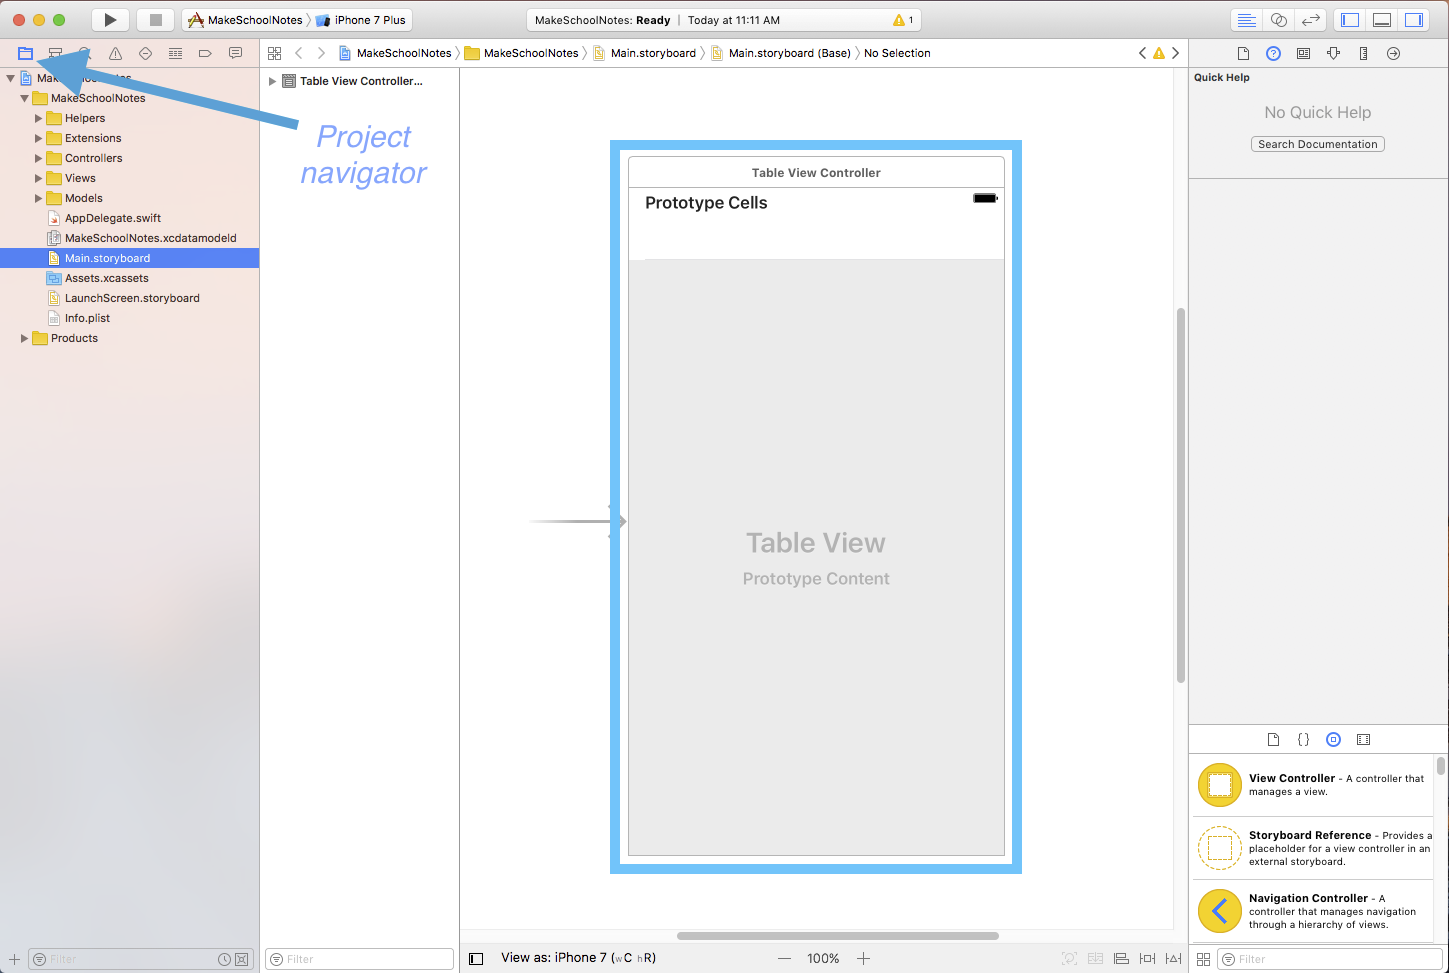 MakeSchoolNotes iPhone 7 Plus
MakeSchoolNotes: Ready | Today at 11:11 AM 1
MakeSchoolNotes MakeSchoolNotes Main.storyboard Main.storyboard (Base) No Selection
MakeSchoolNotes
MakeSchoolNotes
Helpers
Extensions
Controllers
Views
Models
AppDelegate.swift
MakeSchoolNotes.xcdatamodeld
Main.storyboard
Assets.xcassets
LaunchScreen.storyboard
Info.plist
Products
Filter
Table View Controller...
Project
navigator
Filter
Table View Controller
Prototype Cells
Table View
Prototype Content
View as: iPhone 7 (wC hR)
100%
Quick Help
No Quick Help
Search Documentation
View Controller - A controller that
manages a view.
Storyboard Reference - Provides a
placeholder for a view controller in an
external storyboard.
Navigation Controller - A
controller that manages navigation
through a hierarchy of views.
Filter